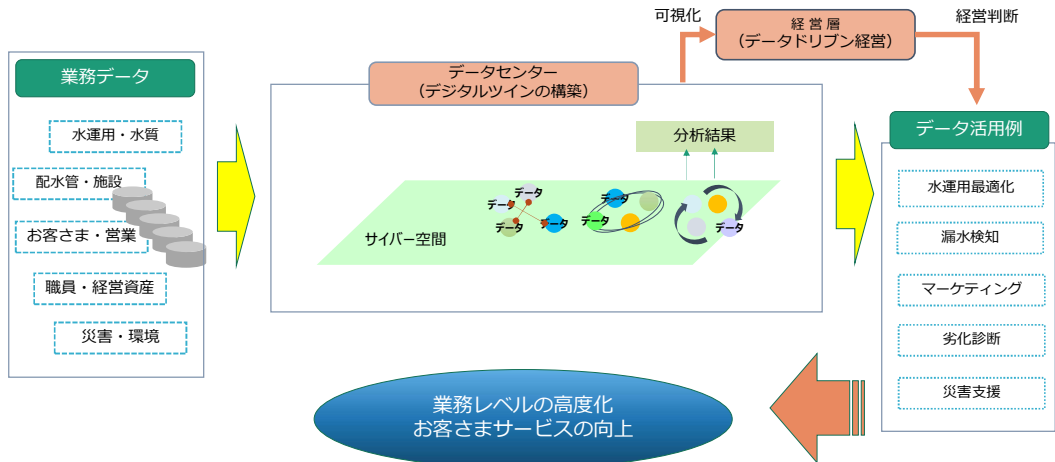 業務データ
水運用・水質
配水管・施設
お客さま・営業
職員・経営資産
災害・環境
データセンター
(デジタルツインの構築)
可視化
経営層
(データドリブン経営)
経営判断
分析結果
サイバー空間
データ
データ
データ
データ
データ
データ
データ
データ活用例
水運用最適化
漏水検知
マーケティング
劣化診断
災害支援
業務レベルの高度化
お客さまサービスの向上